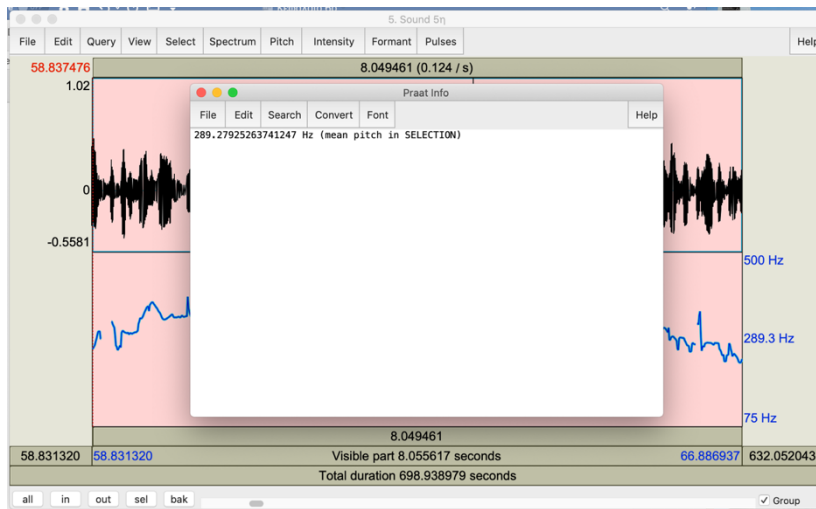 5. Sound 5η
File Edit Query View Select Spectrum Pitch Intensity Formant Pulses Help
58.837476 8.049461 (0.124 / s)
1.02
Praat Info
File Edit Search Convert Font Help
289.27925263741247 Hz (mean pitch in SELECTION)
0
-0.5581
500 Hz
289.3 Hz
75 Hz
8.049461
58.831320 58.831320 Visible part 8.055617 seconds 66.886937 632.052043
Total duration 698.938979 seconds
all in out sel bak Group